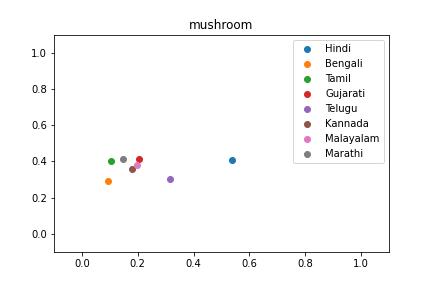 mushroom
1.0
0.8
0.6
0.4
0.2
0.0
0.0 0.2 0.4 0.6 0.8 1.0
Hindi
Bengali
Tamil
Gujarati
Telugu
Kannada
Malayalam
Marathi